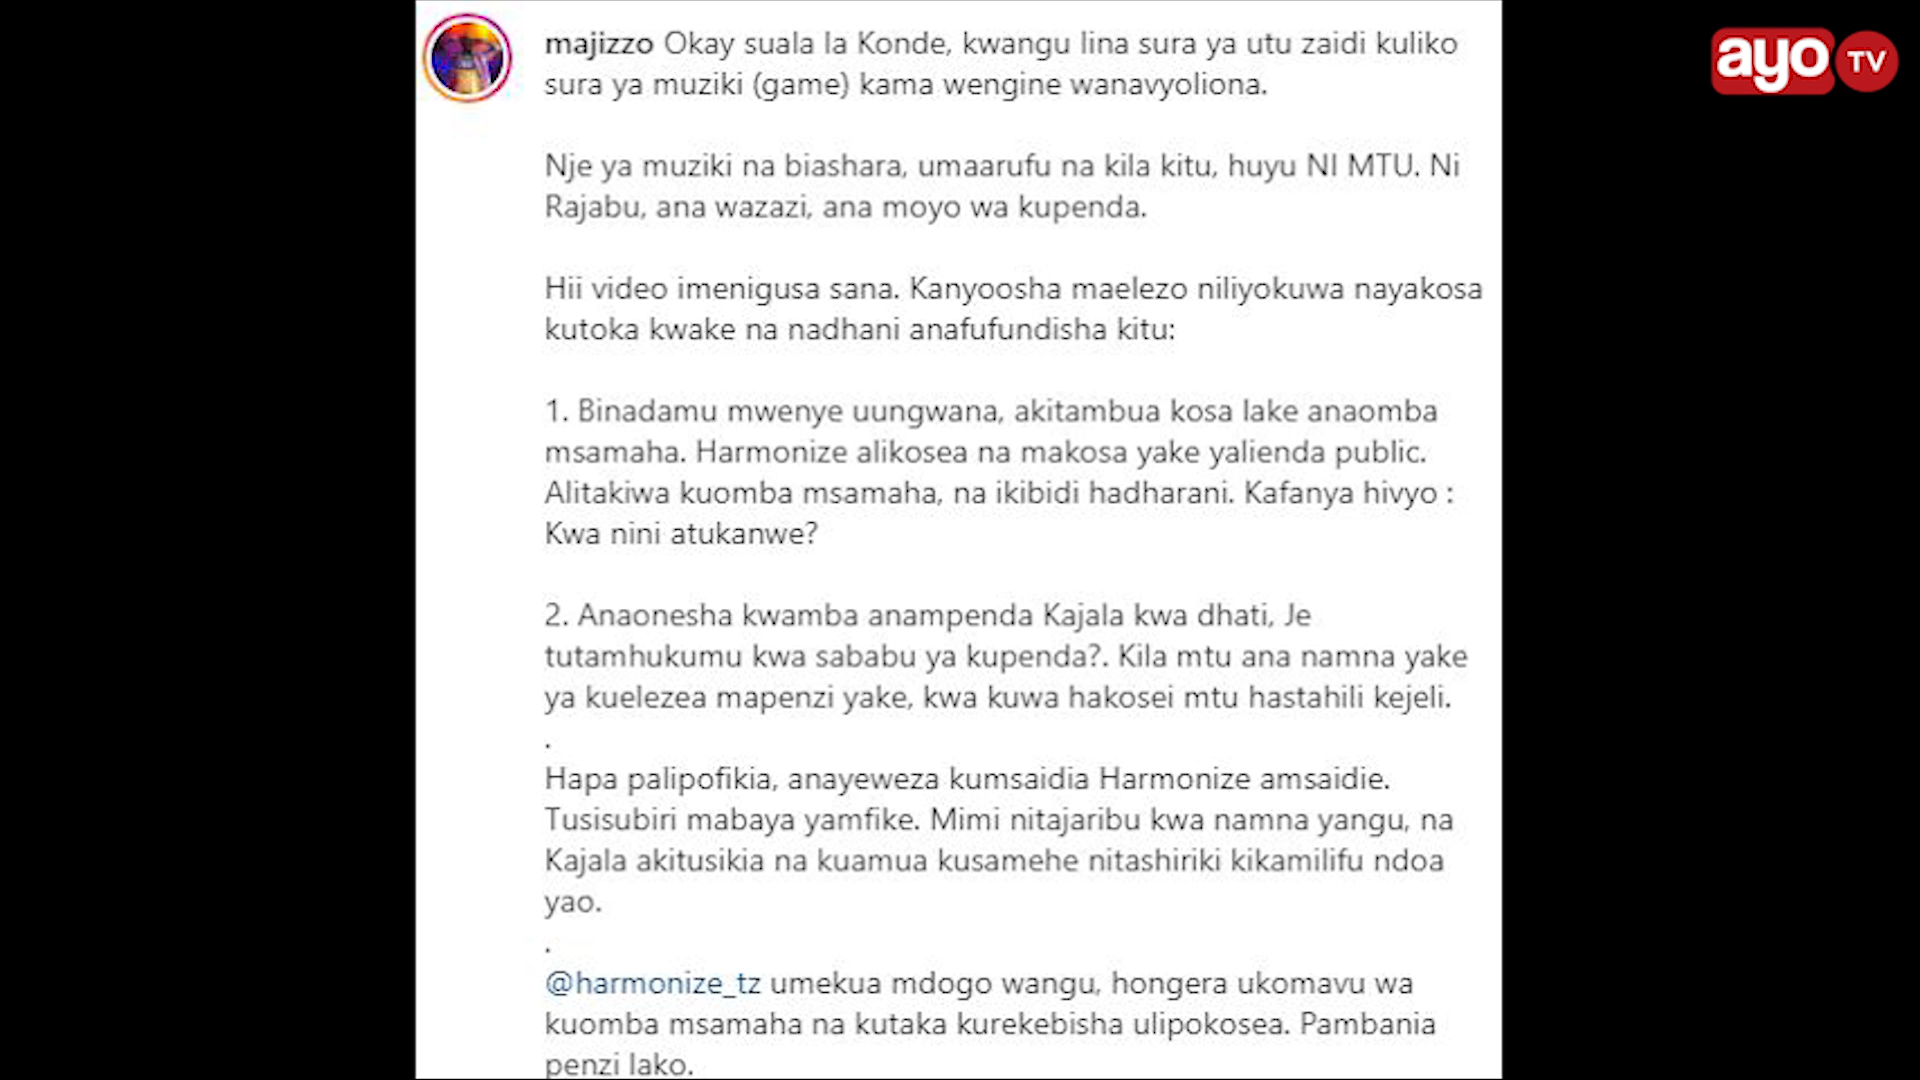 majizzo Okay suala la Konde, kwangu lina sura ya utu zaidi kuliko
sura ya muziki (game) kama wengine wanavyoliona.
Nje ya muziki na biashara, umaarufu na kila kitu, huyu NI MTU. Ni
Rajabu, ana wazazi, ana moyo wa kupenda.
Hii video imenigusa sana. Kanyoosha maelezo niliyokuwa nayakosa
kutoka kwake na nadhani anafufundisha kitu:
1. Binadamu mwenye uungwana, akitambua kosa lake anaomba
msamaha. Harmonize alikosea na makosa yake yalienda public.
Alitakiwa kuomba msamaha, na ikibidi hadharani. Kafanya hivyo :
Kwa nini atukanwe?
2. Anaonesha kwamba anampenda Kajala kwa dhati, Je
tutamhukumu kwa sababu ya kupenda?. Kila mtu ana namna yake
ya kuelezea mapenzi yake, kwa kuwa hakosei mtu hastahili kejeli.
.
Hapa palipofikia, anayeweza kumsaidia Harmonize amsaidie.
Tusisubiri mabaya yamfike. Mimi nitajaribu kwa namna yangu, na
Kajala akitusikia na kuamua kusamehe nitashiriki kikamilifu ndoa
yao.
.
@harmonize_tz umekua mdogo wangu, hongera ukomavu wa
kuomba msamaha na kutaka kurekebisha ulipokosea. Pambania
penzi lako.
ayo TV